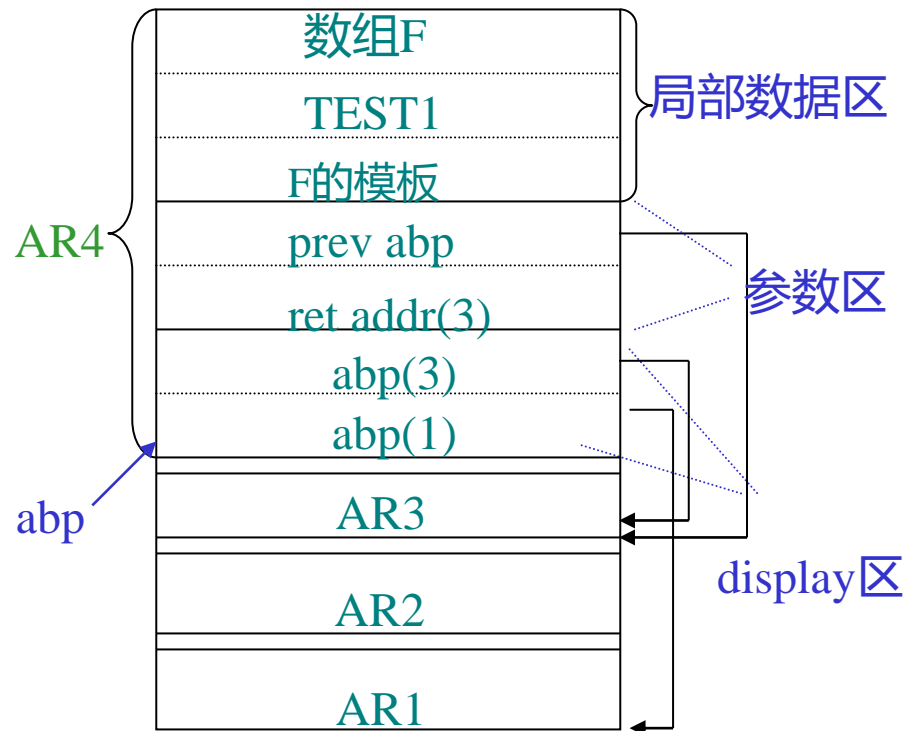 数组F
TEST1
局部数据区
F的模板
AR4
prev abp
参数区
ret addr(3)
abp(3)
abp(1)
abp
AR3
display区
AR2
AR1